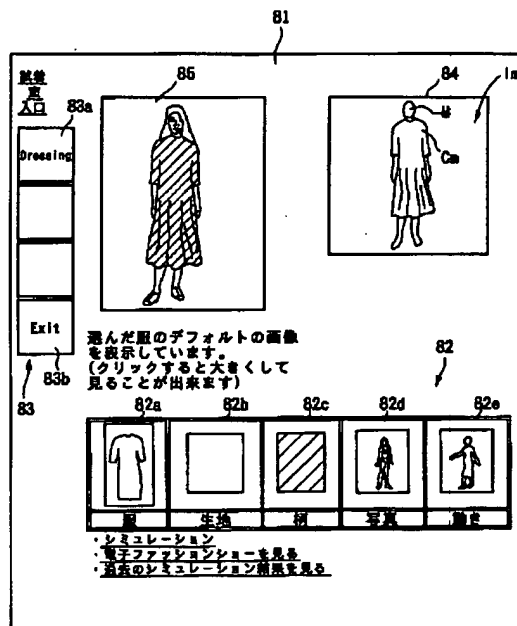 81
試着
室
入口
83a
85
84
Im
Dressing
M
Cm
Exit
83b
83
選んだ服のデフォルトの画像
を表示しています。
(クリックすると大きくして
見ることが出来ます)
82
82a
82b
82c
82d
82e
服
生地
柄
写真
動き
・シミュレーション
・電子ファッションショーを見る
・過去のシミュレーション結果を見る